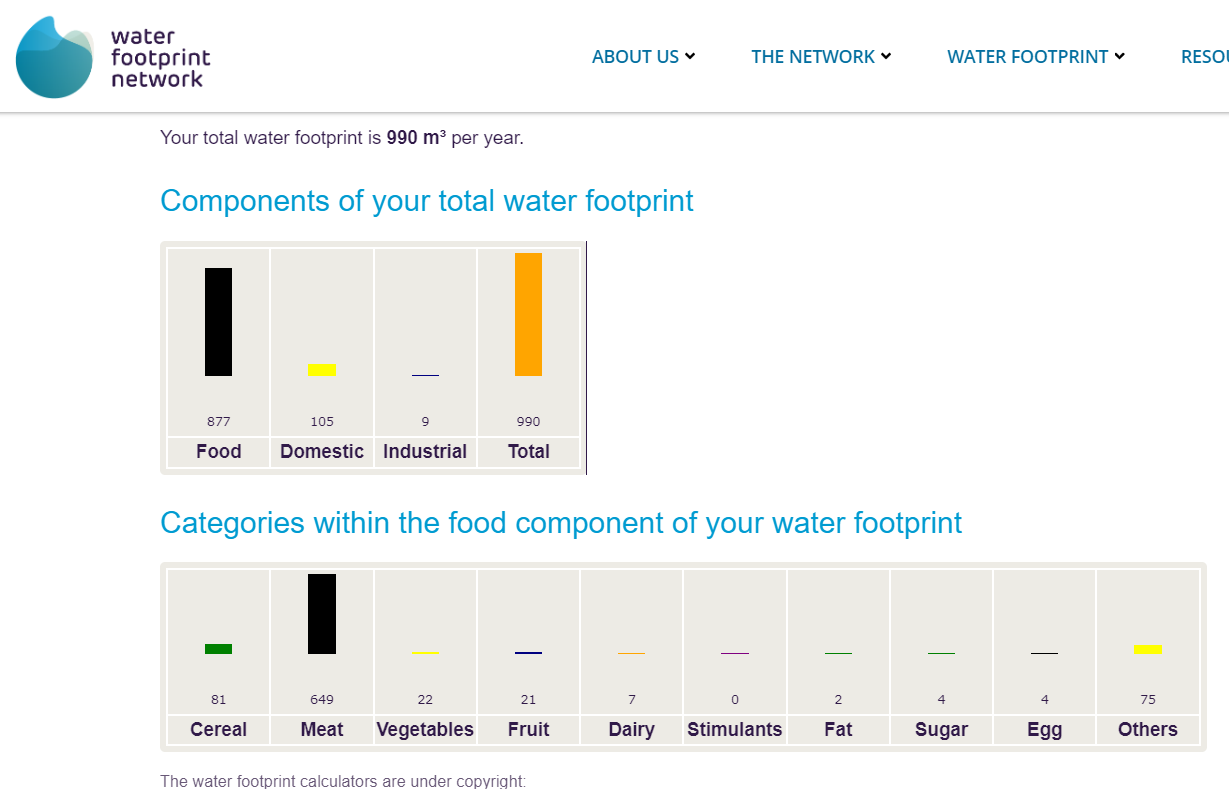 water
footprint
network
ABOUT US
THE NETWORK
WATER FOOTPRINT
RESOU
Your total water footprint is 990 m³ per year.
Components of your total water footprint
877 105 9 990
Food Domestic Industrial Total
Categories within the food component of your water footprint
81 649 22 21 7 0 2 4 4 75
Cereal Meat Vegetables Fruit Dairy Stimulants Fat Sugar Egg Others
The water footprint calculators are under copyright: